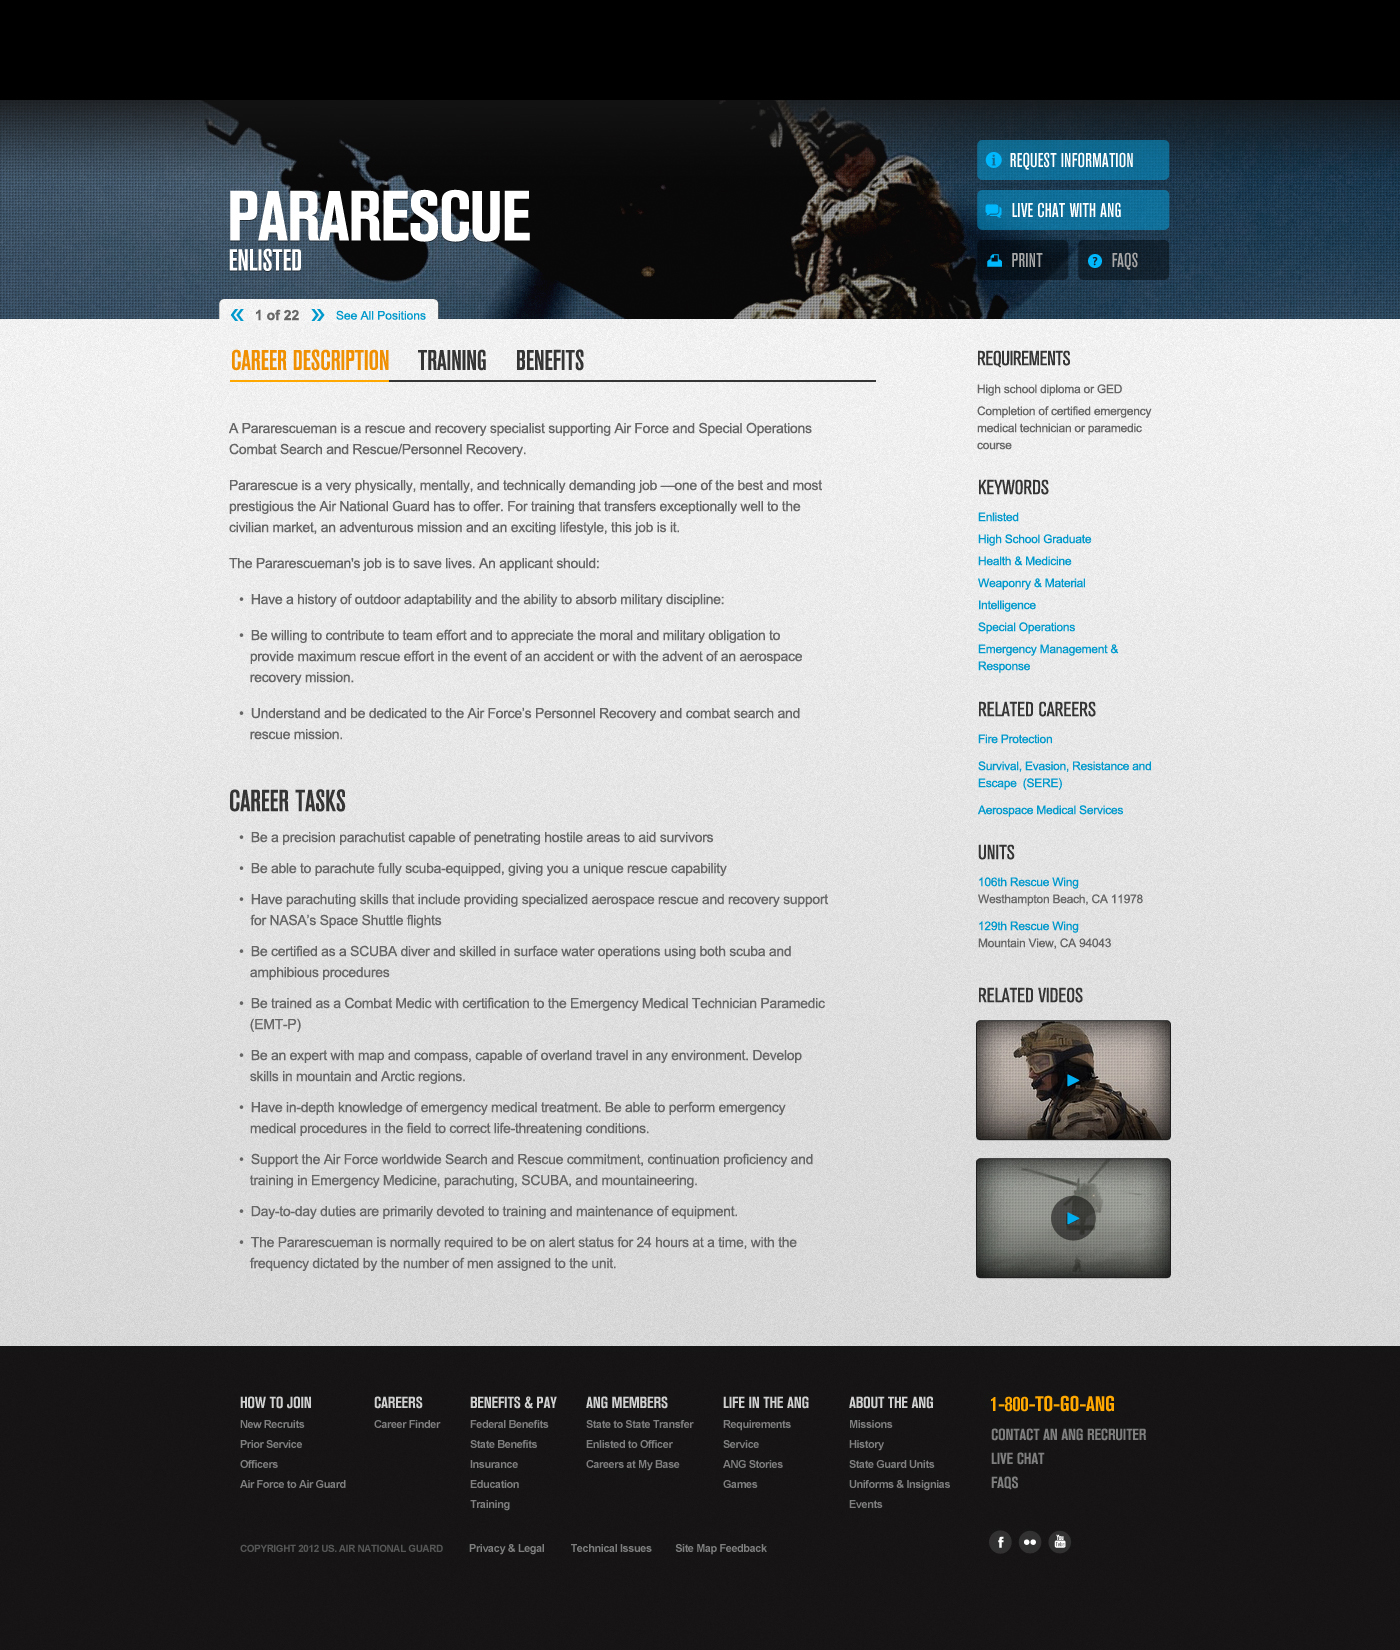 REQUEST INFORMATION
LIVE CHAT WITH ANG
PRINT
FAQS
PARARESCUE
ENLISTED
« 1 of 22 » See All Positions
CAREER DESCRIPTION
TRAINING
BENEFITS
A Pararescueman is a rescue and recovery specialist supporting Air Force and Special Operations
Combat Search and Rescue/Personnel Recovery.
Pararescue is a very physically, mentally, and technically demanding job —one of the best and most
prestigious the Air National Guard has to offer. For training that transfers exceptionally well to the
civilian market, an adventurous mission and an exciting lifestyle, this job is it.
The Pararescueman's job is to save lives. An applicant should:
• Have a history of outdoor adaptability and the ability to absorb military discipline:
• Be willing to contribute to team effort and to appreciate the moral and military obligation to
provide maximum rescue effort in the event of an accident or with the advent of an aerospace
recovery mission.
• Understand and be dedicated to the Air Force's Personnel Recovery and combat search and
rescue mission.
CAREER TASKS
• Be a precision parachutist capable of penetrating hostile areas to aid survivors
• Be able to parachute fully scuba-equipped, giving you a unique rescue capability
• Have parachuting skills that include providing specialized aerospace rescue and recovery support
for NASA's Space Shuttle flights
• Be certified as a SCUBA diver and skilled in surface water operations using both scuba and
amphibious procedures
• Be trained as a Combat Medic with certification to the Emergency Medical Technician Paramedic
(EMT-P)
• Be an expert with map and compass, capable of overland travel in any environment. Develop
skills in mountain and Arctic regions.
• Have in-depth knowledge of emergency medical treatment. Be able to perform emergency
medical procedures in the field to correct life-threatening conditions.
• Support the Air Force worldwide Search and Rescue commitment, continuation proficiency and
training in Emergency Medicine, parachuting, SCUBA, and mountaineering.
• Day-to-day duties are primarily devoted to training and maintenance of equipment.
• The Pararescueman is normally required to be on alert status for 24 hours at a time, with the
frequency dictated by the number of men assigned to the unit.
REQUIREMENTS
High school diploma or GED
Completion of certified emergency
medical technician or paramedic
course
KEYWORDS
Enlisted
High School Graduate
Health & Medicine
Weaponry & Material
Intelligence
Special Operations
Emergency Management &
Response
RELATED CAREERS
Fire Protection
Survival, Evasion, Resistance and
Escape (SERE)
Aerospace Medical Services
UNITS
106th Rescue Wing
Westhampton Beach, CA 11978
129th Rescue Wing
Mountain View, CA 94043
RELATED VIDEOS
HOW TO JOIN
New Recruits
Prior Service
Officers
Air Force to Air Guard
CAREERS
Career Finder
BENEFITS & PAY
Federal Benefits
State Benefits
Insurance
Education
Training
ANG MEMBERS
State to State Transfer
Enlisted to Officer
Careers at My Base
LIFE IN THE ANG
Requirements
Service
ANG Stories
Games
ABOUT THE ANG
Missions
History
State Guard Units
Uniforms & Insignias
Events
1-800-TO-GO-ANG
CONTACT AN ANG RECRUITER
LIVE CHAT
FAQS
COPYRIGHT 2012 US. AIR NATIONAL GUARD
Privacy & Legal
Technical Issues
Site Map Feedback
f
You
Tube